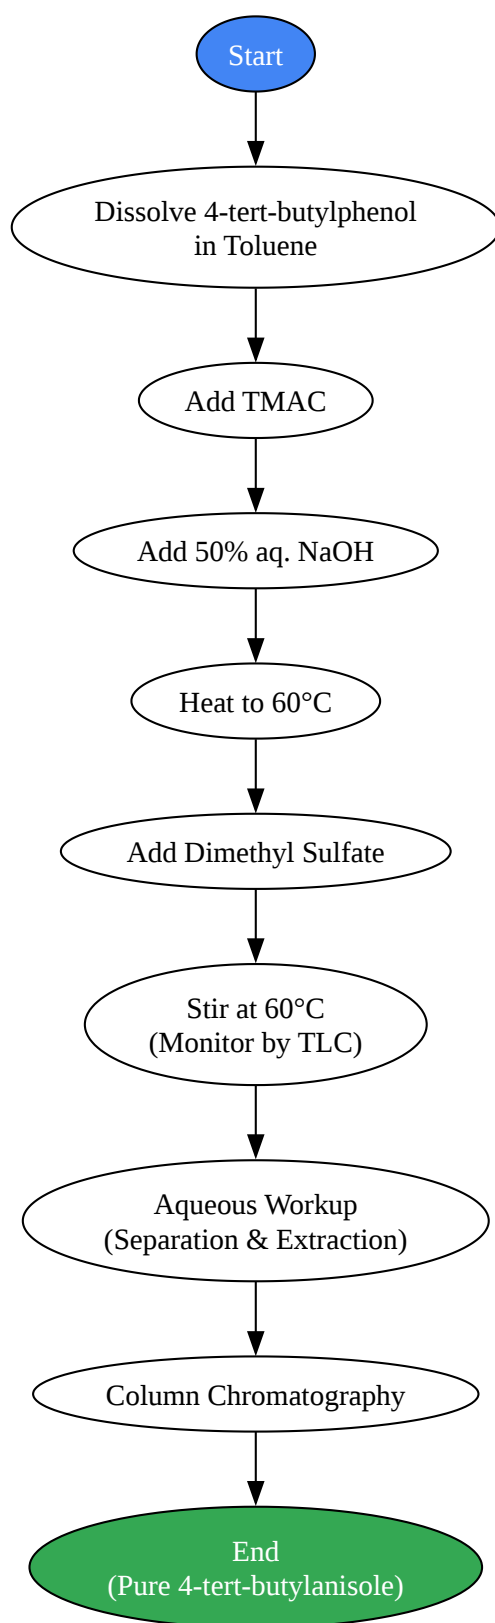 Start
Dissolve 4-tert-butylphenol
in Toluene
Add TMAC
Add 50% aq. NaOH
Heat to 60°C
Add Dimethyl Sulfate
Stir at 60°C
(Monitor by TLC)
Aqueous Workup
(Separation & Extraction)
Column Chromatography
End
(Pure 4-tert-butylanisole)